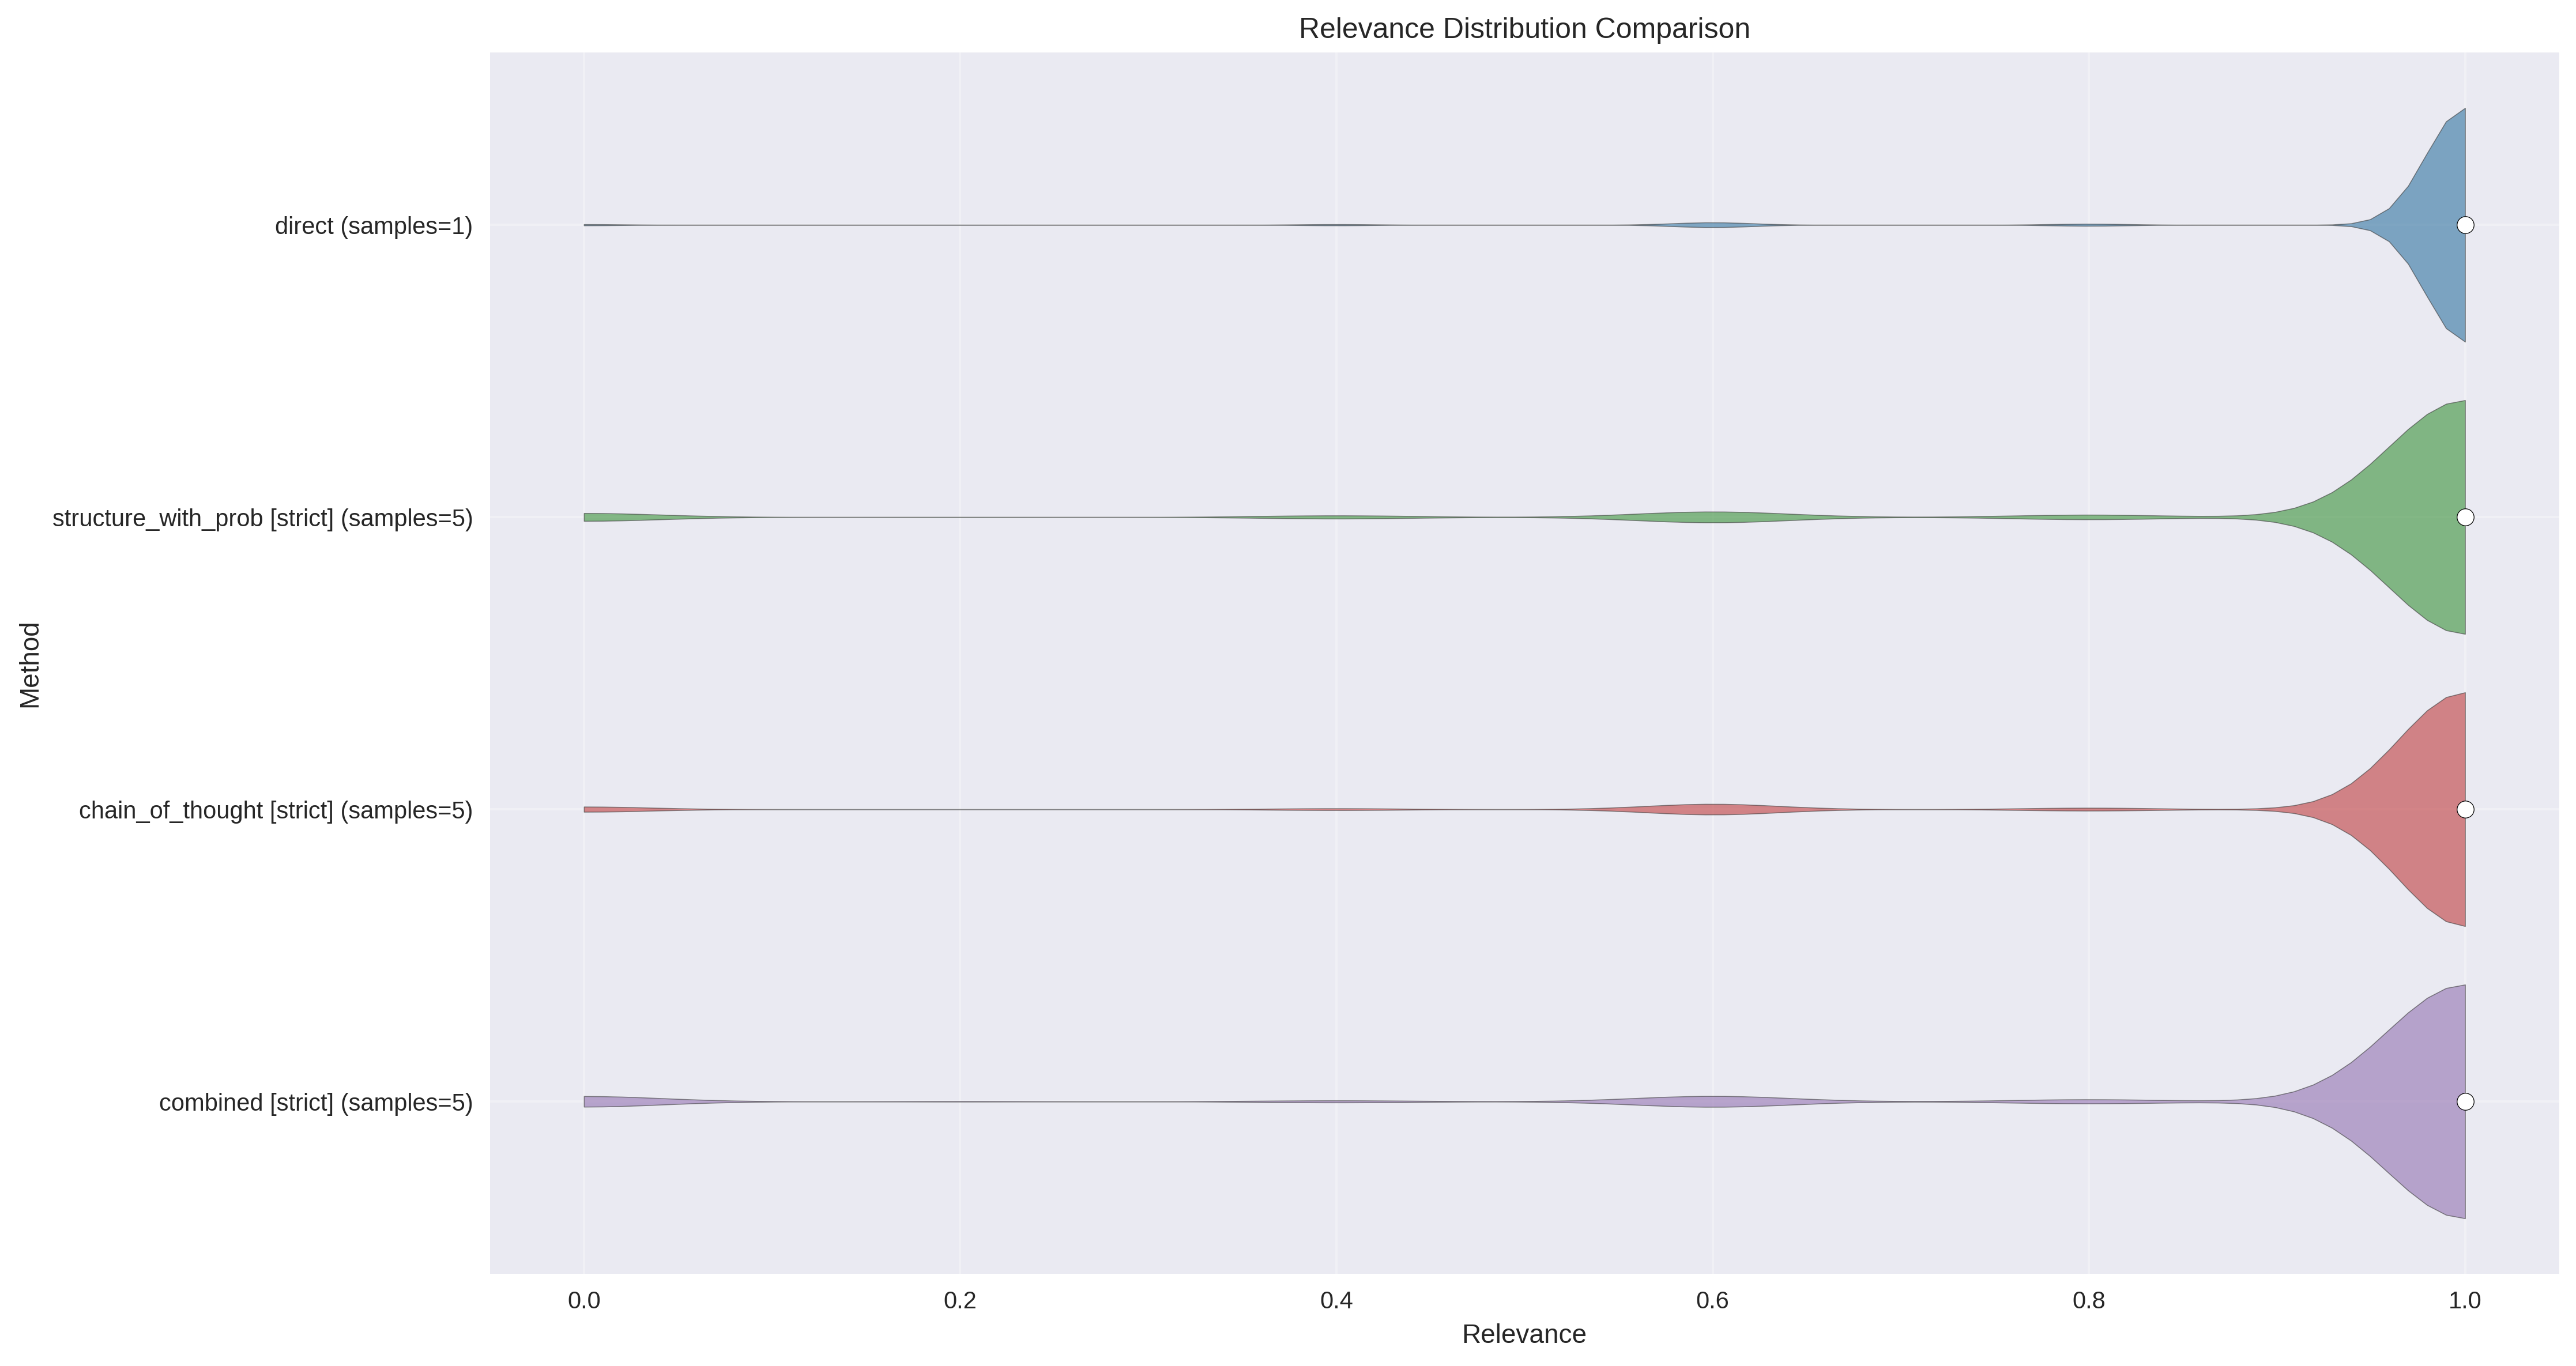 Relevance Distribution Comparison
direct (samples=1)
structure_with_prob [strict] (samples=5)
chain_of_thought [strict] (samples=5)
combined [strict] (samples=5)
Method
0.0 0.2 0.4 0.6 0.8 1.0
Relevance